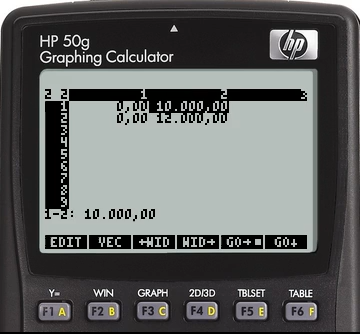 HP 50g
Graphing Calculator
hp
2 2 1 2 3
1 0,00 10.000,00
2 0,00 12.000,00
3
4
5
6
7
8
9
1-2: 10.000,00
EDIT VEC ←WID WID→ GO→■ GO↓
Y= WIN GRAPH 2D/3D TBLSET TABLE
F1 A F2 B F3 C F4 D F5 E F6 F